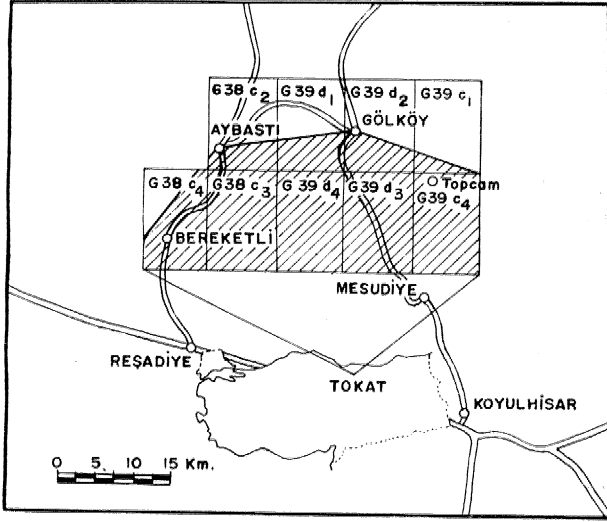 G38 c2 G39 d1 G39 d2 G39 c1
AYBASTI GÖLKÖY
G38 c4 G38 c3 G39 d4 G39 d3 Topcam
G39 c4
BEREKETLİ
MESUDİYE
REŞADİYE
TOKAT
KOYULHİSAR
0 5 10 15 Km.